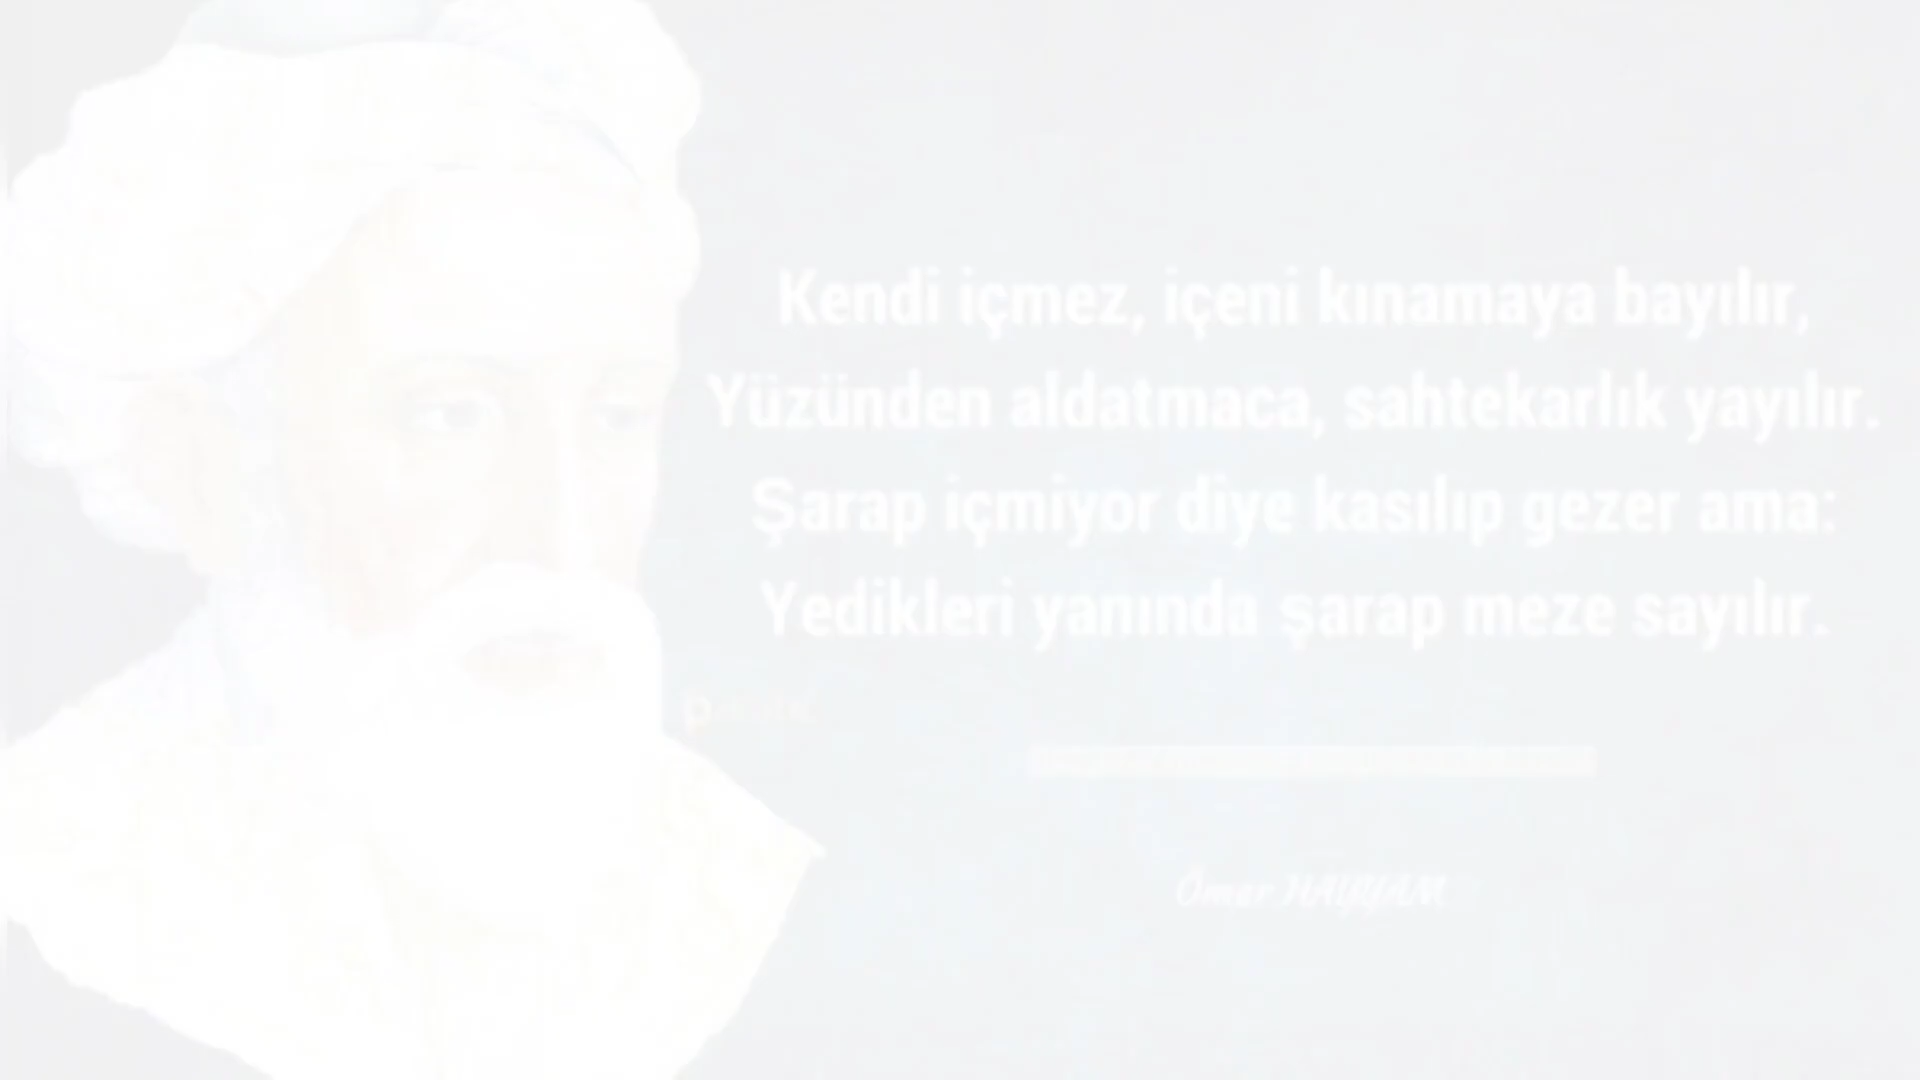 Kendi içmez, içeni kınamaya bayılır,
Yüzünden aldatmaca, sahtekarlık yayılır.
Şarap içmiyor diye kasılıp gezer ama:
Yedikleri yanında şarap meze sayılır.
Ömer HAYYAM